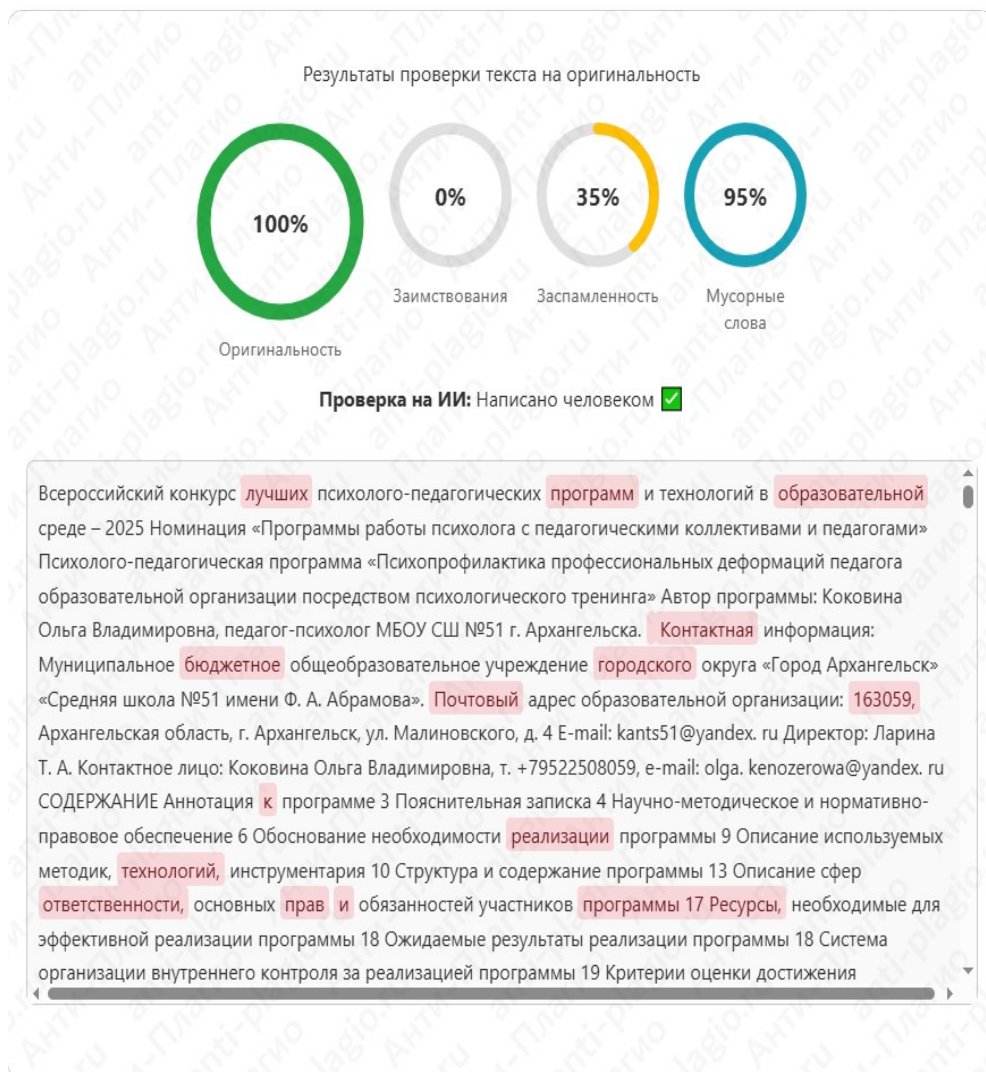 Результаты проверки текста на оригинальность
100%
0%
35%
95%
Оригинальность
Заимствования
Заспамленность
Мусорные
слова
Проверка на ИИ: Написано человеком ✅
Всероссийский конкурс лучших психолого-педагогических программ и технологий в образовательной
среде – 2025 Номинация «Программы работы психолога с педагогическими коллективами и педагогами»
Психолого-педагогическая программа «Психопрофилактика профессиональных деформаций педагога
образовательной организации посредством психологического тренинга» Автор программы: Коковина
Ольга Владимировна, педагог-психолог МБОУ СШ №51 г. Архангельска. Контактная информация:
Муниципальное бюджетное общеобразовательное учреждение городского округа «Город Архангельск»
«Средняя школа №51 имени Ф. А. Абрамова». Почтовый адрес образовательной организации: 163059,
Архангельская область, г. Архангельск, ул. Малиновского, д. 4 E-mail: kants51@yandex. ru Директор: Ларина
Т. А. Контактное лицо: Коковина Ольга Владимировна, т. +79522508059, e-mail: olga. kenozerowa@yandex. ru
СОДЕРЖАНИЕ Аннотация к программе 3 Пояснительная записка 4 Научно-методическое и нормативно-
правовое обеспечение 6 Обоснование необходимости реализации программы 9 Описание используемых
методик, технологий, инструментария 10 Структура и содержание программы 13 Описание сфер
ответственности, основных прав и обязанностей участников программы 17 Ресурсы, необходимые для
эффективной реализации программы 18 Ожидаемые результаты реализации программы 18 Система
организации внутреннего контроля за реализацией программы 19 Критерии оценки достижения